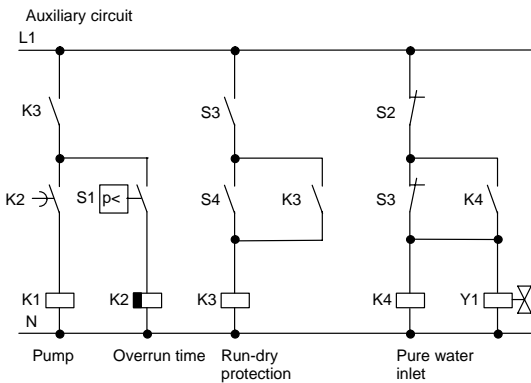 Auxiliary circuit
L1
K3
S3
S2
K2
S1
p<
S4
K3
S3
K4
K1
K2
K3
K4
Y1
N
Pump
Overrun time
Run-dry
protection
Pure water
inlet